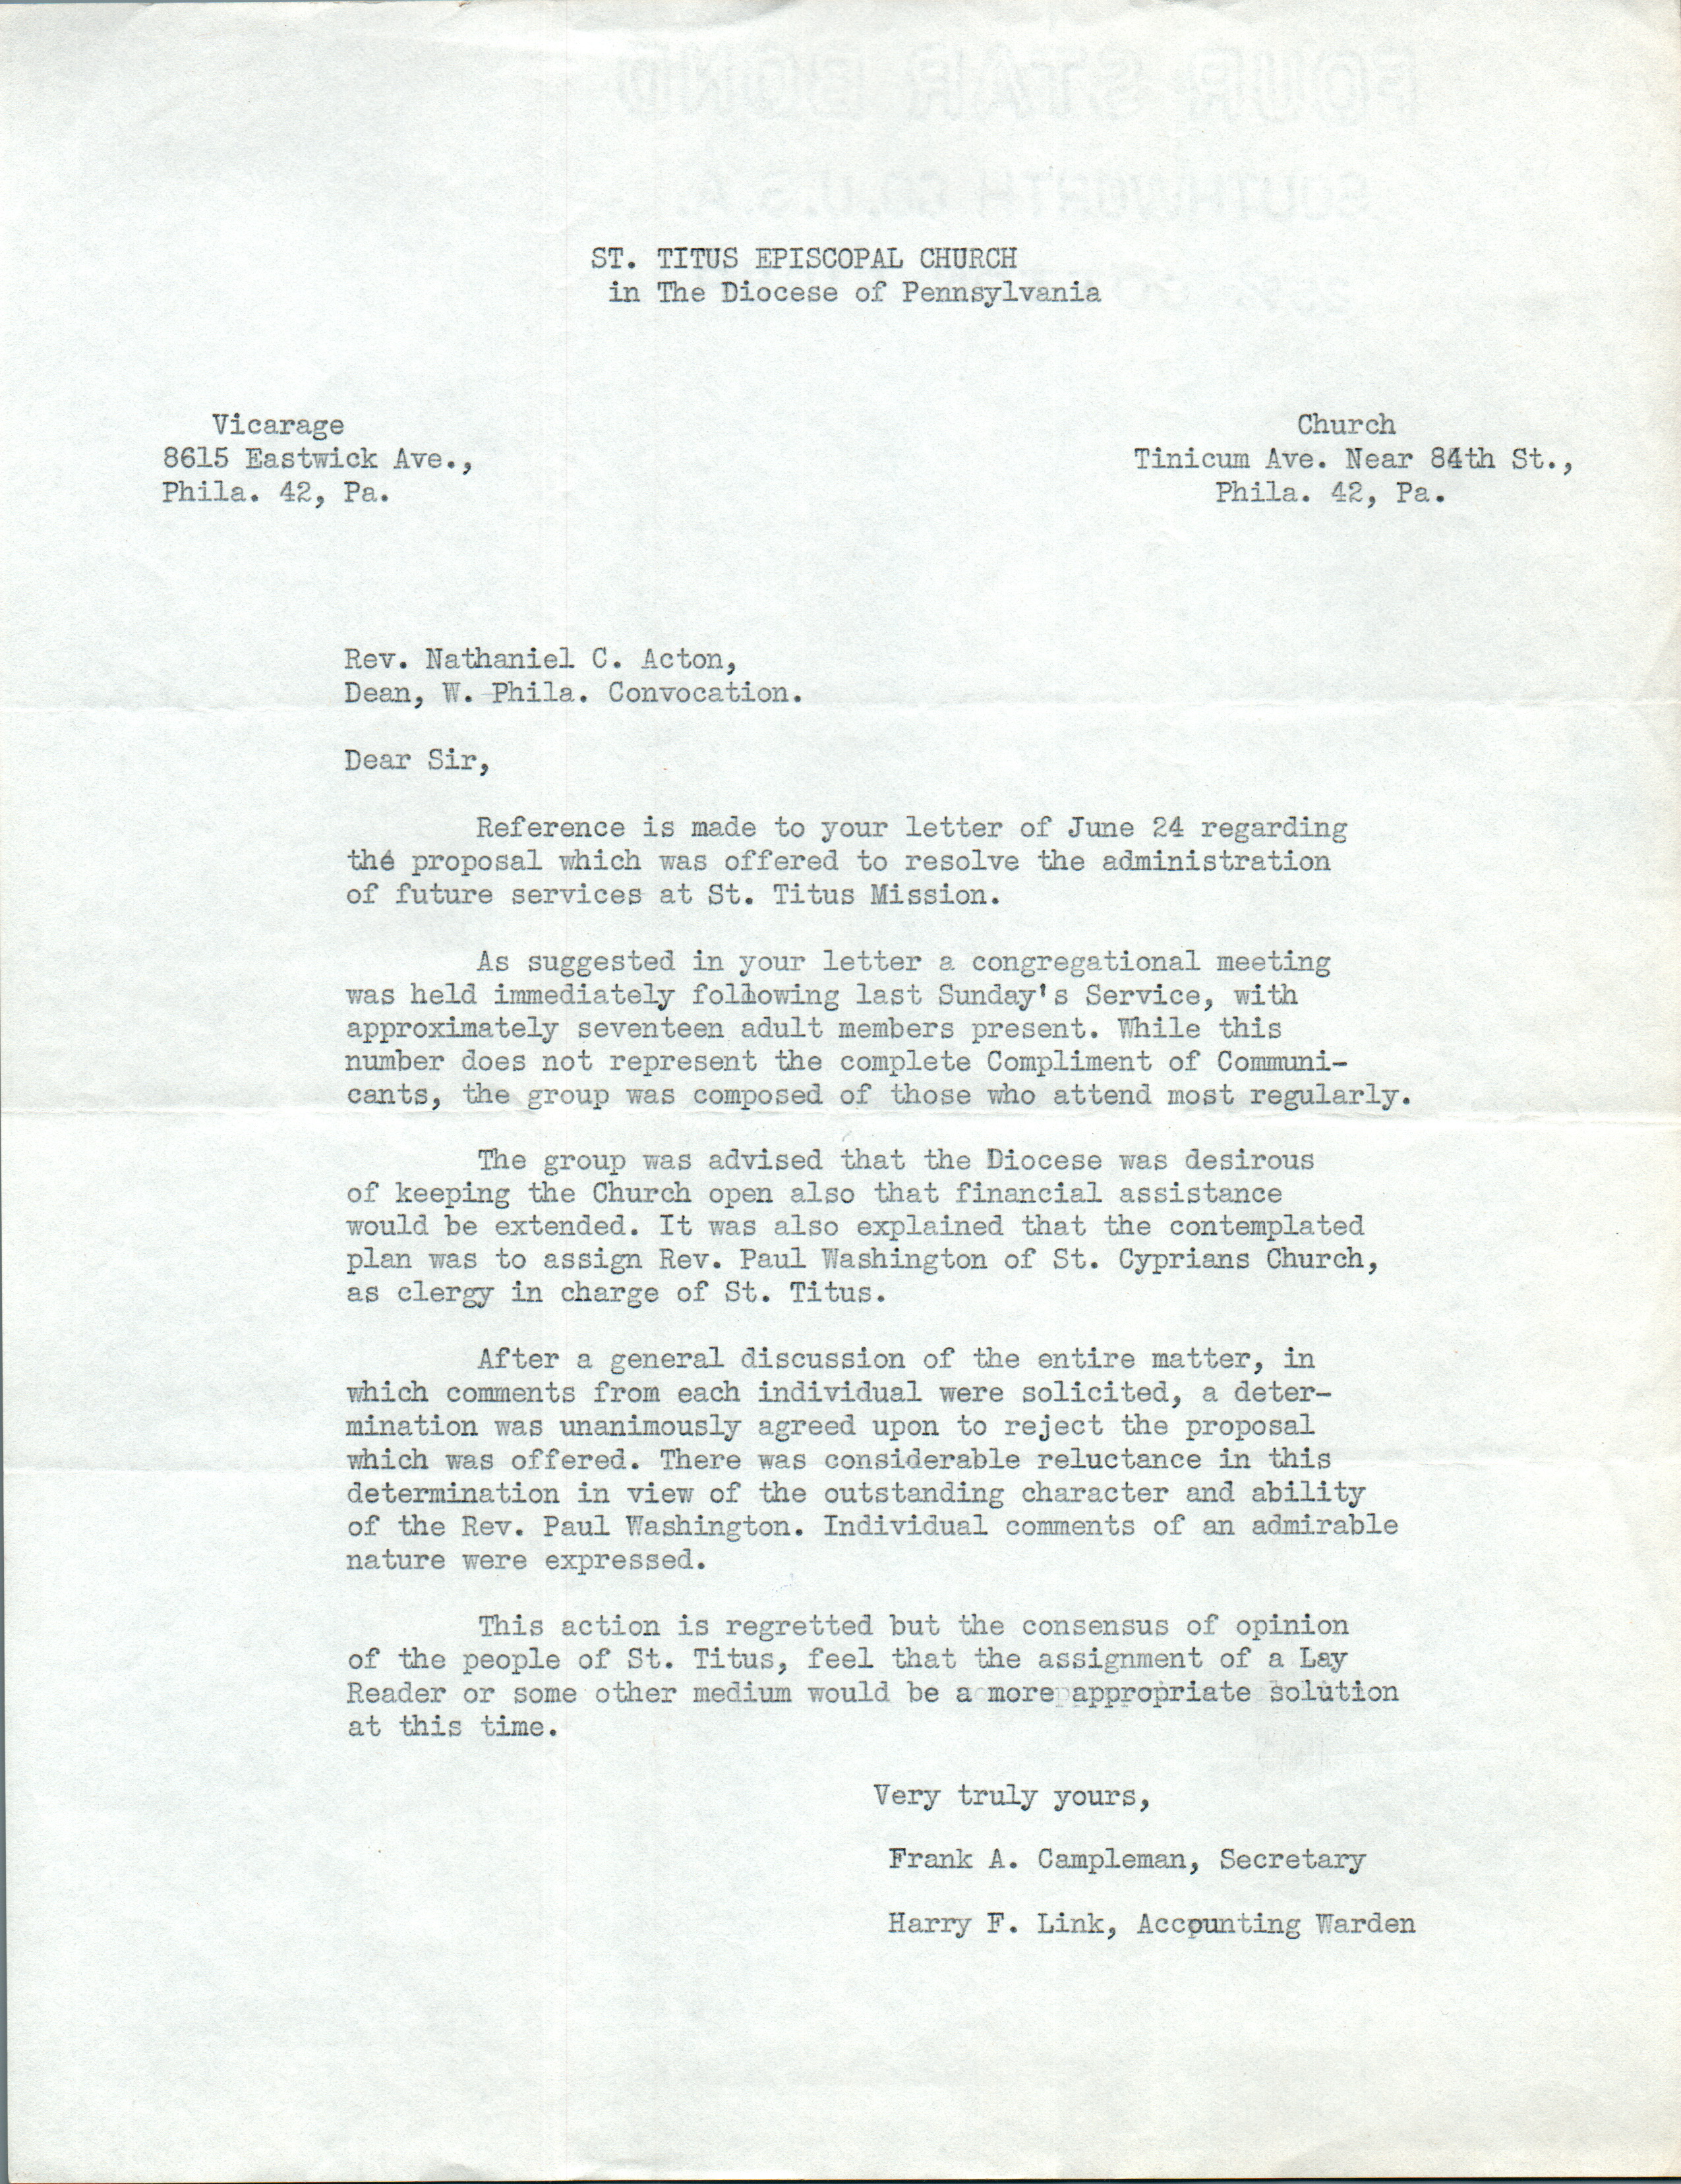 FOUR STAR BOND
SOUTHWORTH CO. U.S.A.
ST. TITUS EPISCOPAL CHURCH
in The Diocese of Pennsylvania
Vicarage
8615 Eastwick Ave.,
Phila. 42, Pa.
Church
Tinicum Ave. Near 84th St.,
Phila. 42, Pa.
Rev. Nathaniel C. Acton,
Dean, W. Phila. Convocation.
Dear Sir,
Reference is made to your letter of June 24 regarding
the proposal which was offered to resolve the administration
of future services at St. Titus Mission.
As suggested in your letter a congregational meeting
was held immediately following last Sunday's Service, with
approximately seventeen adult members present. While this
number does not represent the complete Compliment of Communi-
cants, the group was composed of those who attend most regularly.
The group was advised that the Diocese was desirous
of keeping the Church open also that financial assistance
would be extended. It was also explained that the contemplated
plan was to assign Rev. Paul Washington of St. Cyprians Church,
as clergy in charge of St. Titus.
After a general discussion of the entire matter, in
which comments from each individual were solicited, a deter-
mination was unanimously agreed upon to reject the proposal
which was offered. There was considerable reluctance in this
determination in view of the outstanding character and ability
of the Rev. Paul Washington. Individual comments of an admirable
nature were expressed.
This action is regretted but the consensus of opinion
of the people of St. Titus, feel that the assignment of a Lay
Reader or some other medium would be a more appropriate solution
at this time.
Very truly yours,
Frank A. Campleman, Secretary
Harry F. Link, Accounting Warden